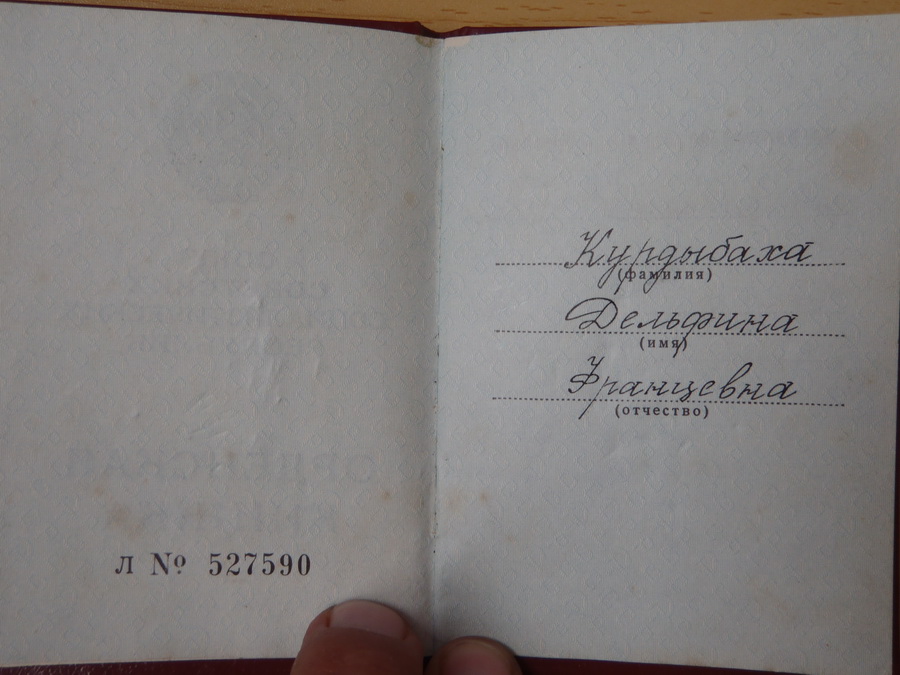 Л № 527590
Курдыбаха
(фамилия)
Дельфина
(имя)
Францевна
(отчество)